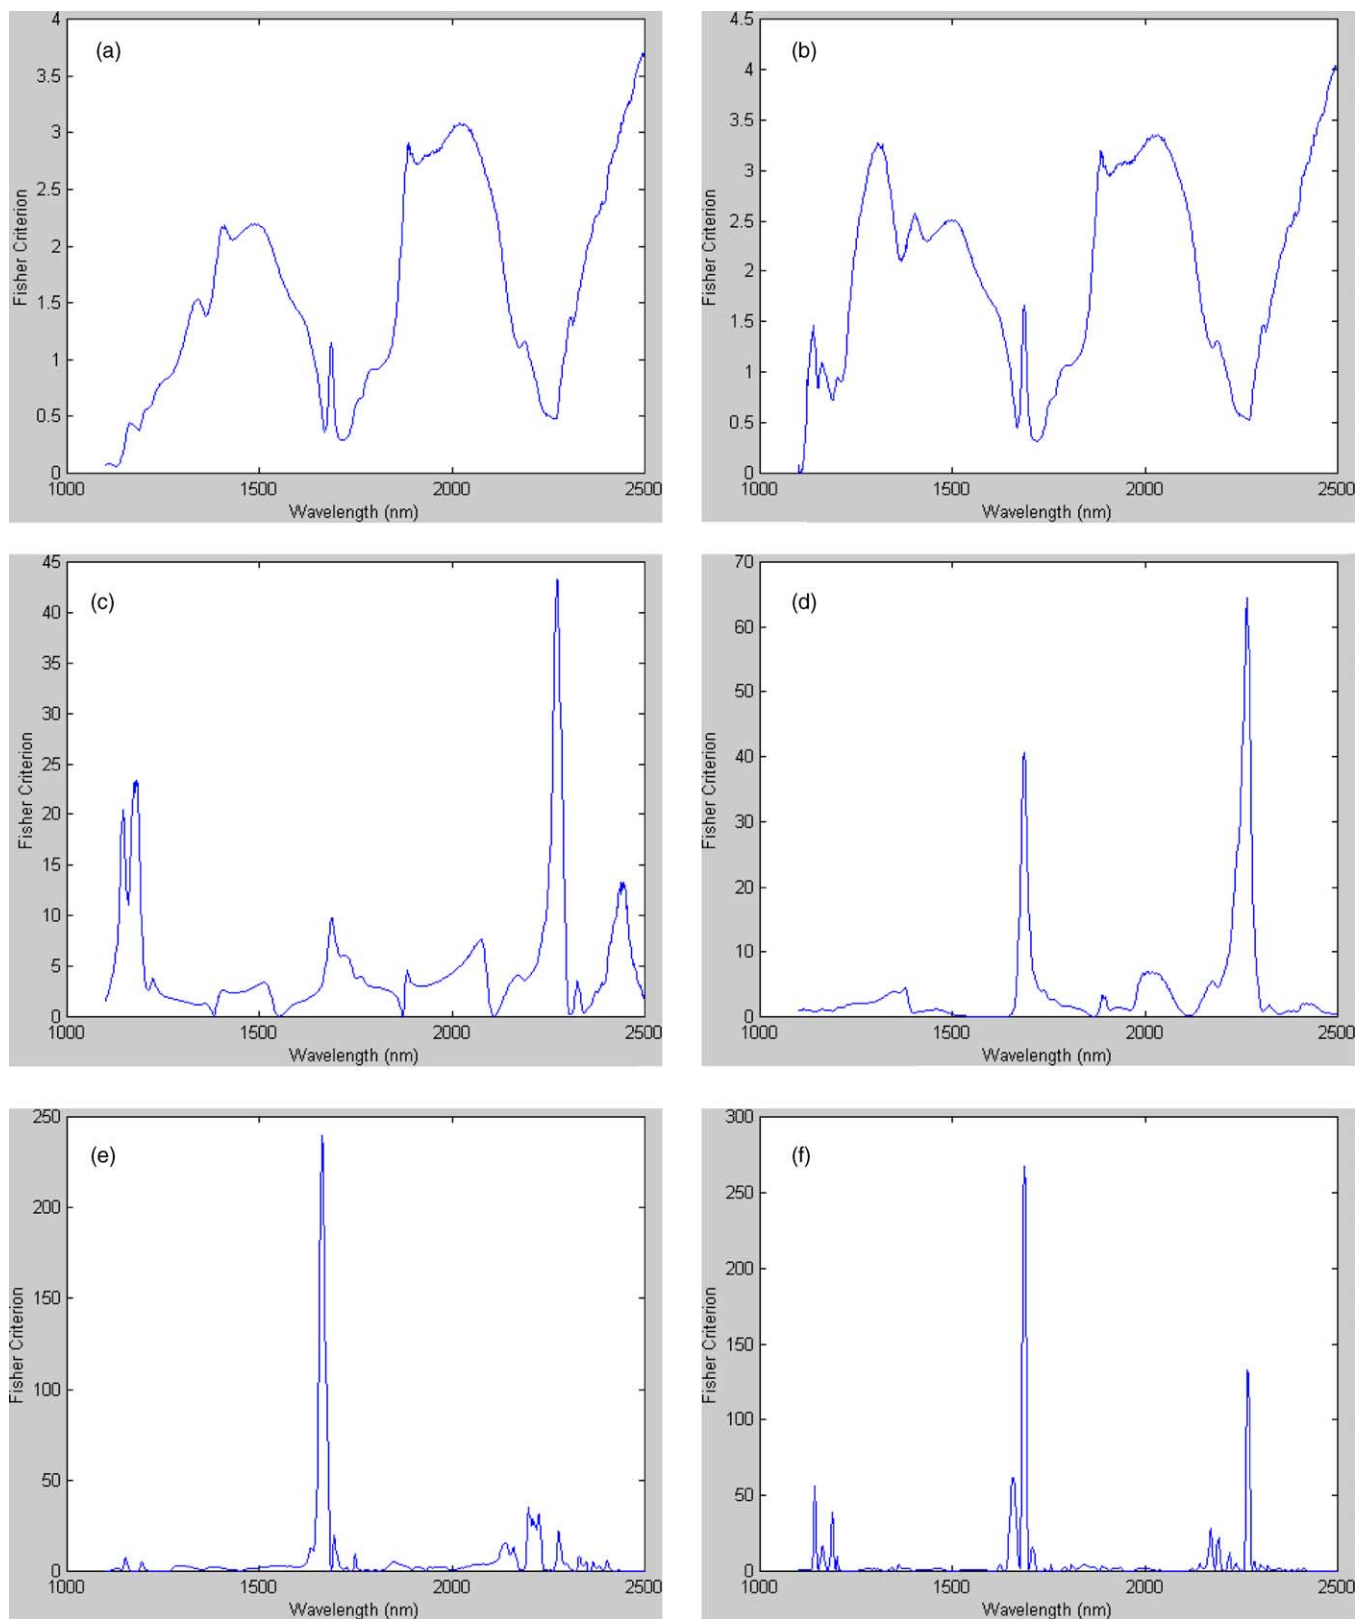 (a)
4
3.5
3
2.5
2
1.5
1
0.5
0
Fisher Criterion
1000 1500 2000 2500
Wavelength (nm)
(b)
4.5
4
3.5
3
2.5
2
1.5
1
0.5
0
Fisher Criterion
1000 1500 2000 2500
Wavelength (nm)
(c)
45
40
35
30
25
20
15
10
5
0
Fisher Criterion
1000 1500 2000 2500
Wavelength (nm)
(d)
70
60
50
40
30
20
10
0
Fisher Criterion
1000 1500 2000 2500
Wavelength (nm)
(e)
250
200
150
100
50
0
Fisher Criterion
1000 1500 2000 2500
Wavelength (nm)
(f)
300
250
200
150
100
50
0
Fisher Criterion
1000 1500 2000 2500
Wavelength (nm)